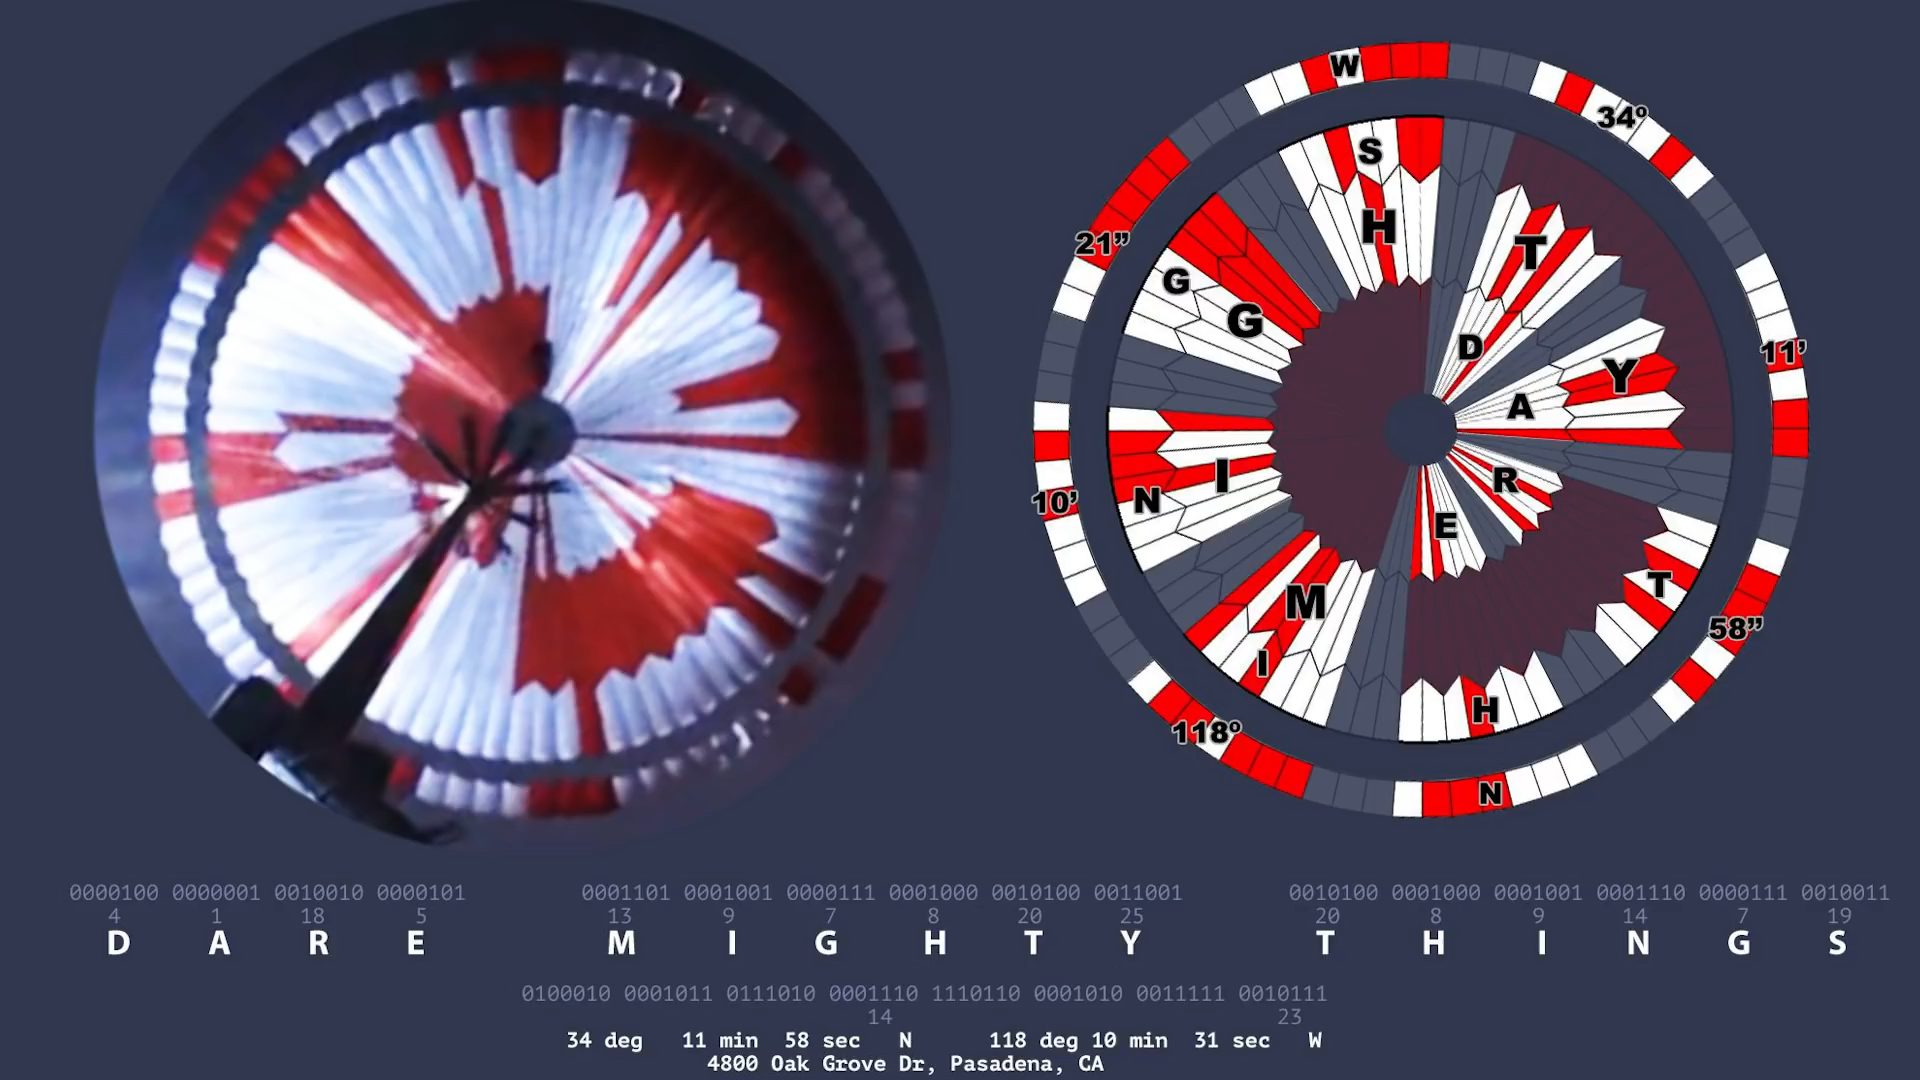 W
34º
S
H
T
21”
G
G
D
Y
11’
A
I
N
10’
R
E
M
I
T
58”
H
118º
N
0000100 0000001 0010010 0000101 0001101 0001001 0000111 0001000 0010100 0011001 0010100 0001000 0001001 0001110 0000111 0010011
4 1 18 5 13 9 7 8 20 25 20 8 9 14 7 19
D A R E M I G H T Y T H I N G S
0100010 0001011 0111010 0001110 1110110 0001010 0011111 0010111
14 23
34 deg 11 min 58 sec N 118 deg 10 min 31 sec W
4800 Oak Grove Dr, Pasadena, CA